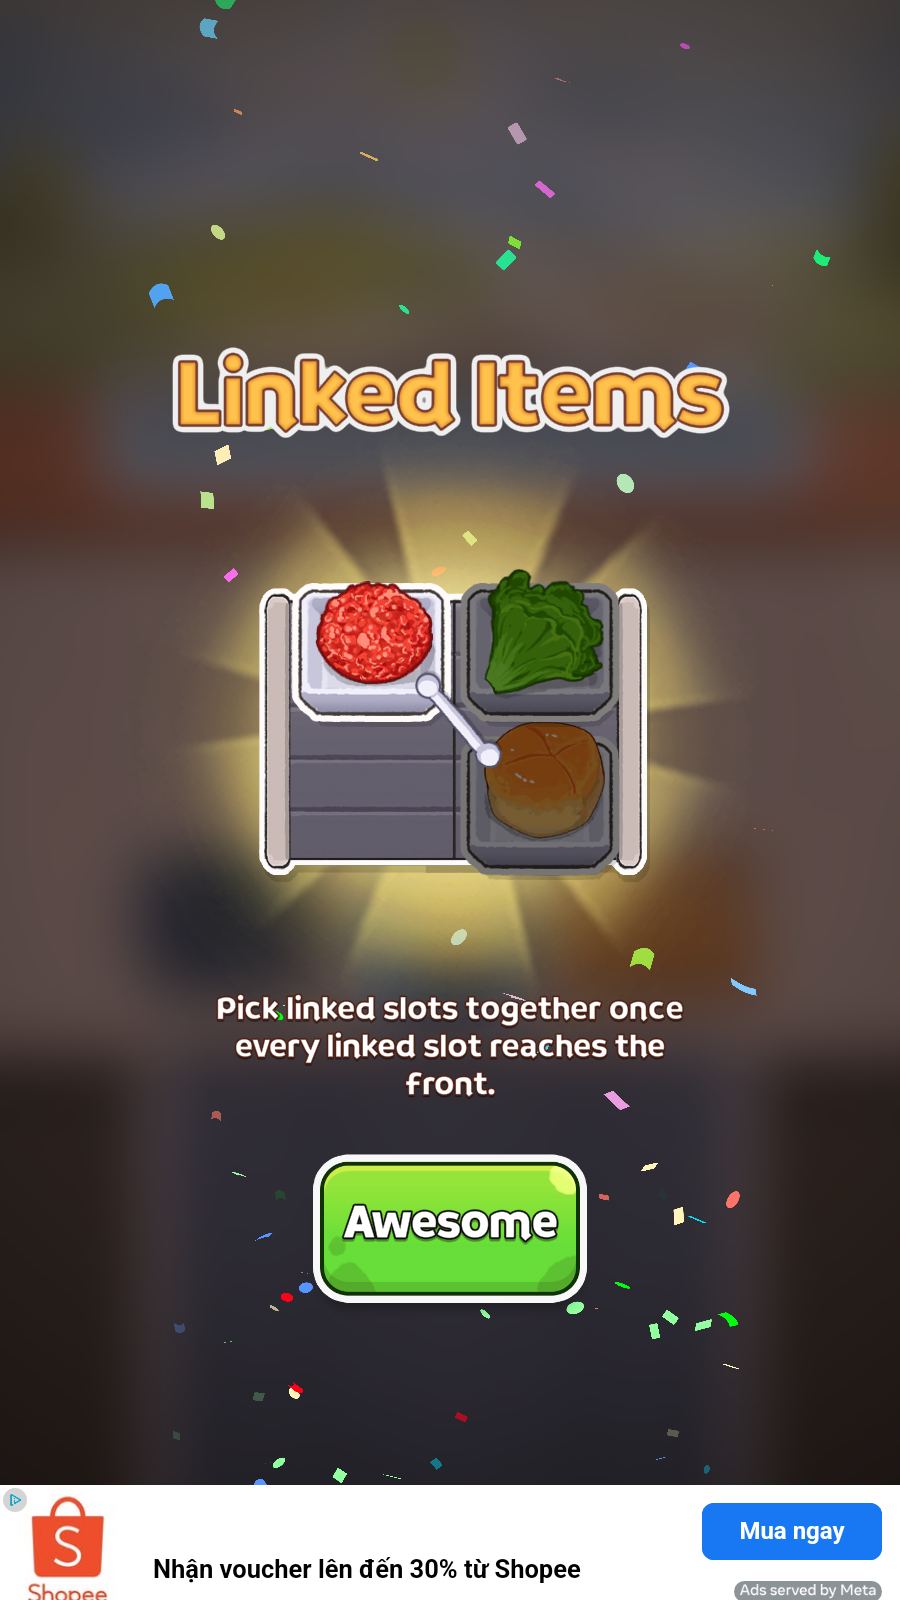 Linked Items
Pick linked slots together once
every linked slot reaches the
front.
Awesome
S
Shopee
Nhận voucher lên đến 30% từ Shopee
Mua ngay
Ads served by Meta